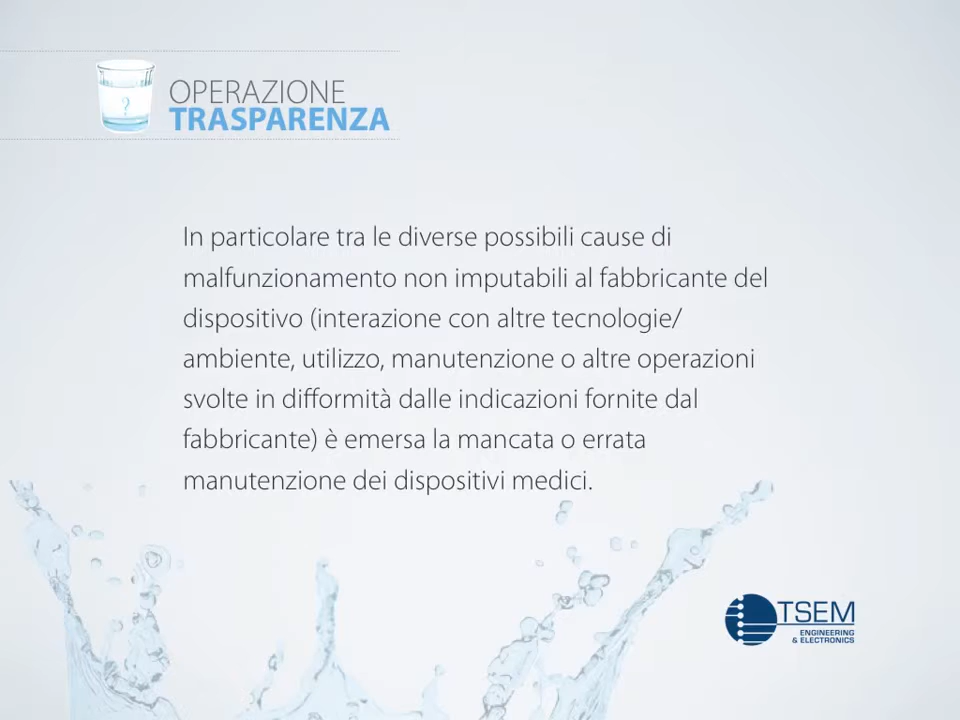 ?
OPERAZIONE
TRASPARENZA
In particolare tra le diverse possibili cause di
malfunzionamento non imputabili al fabbricante del
dispositivo (interazione con altre tecnologie/
ambiente, utilizzo, manutenzione o altre operazioni
svolte in difformità dalle indicazioni fornite dal
fabbricante) è emersa la mancata o errata
manutenzione dei dispositivi medici.
TSEM
ENGINEERING
& ELECTRONICS